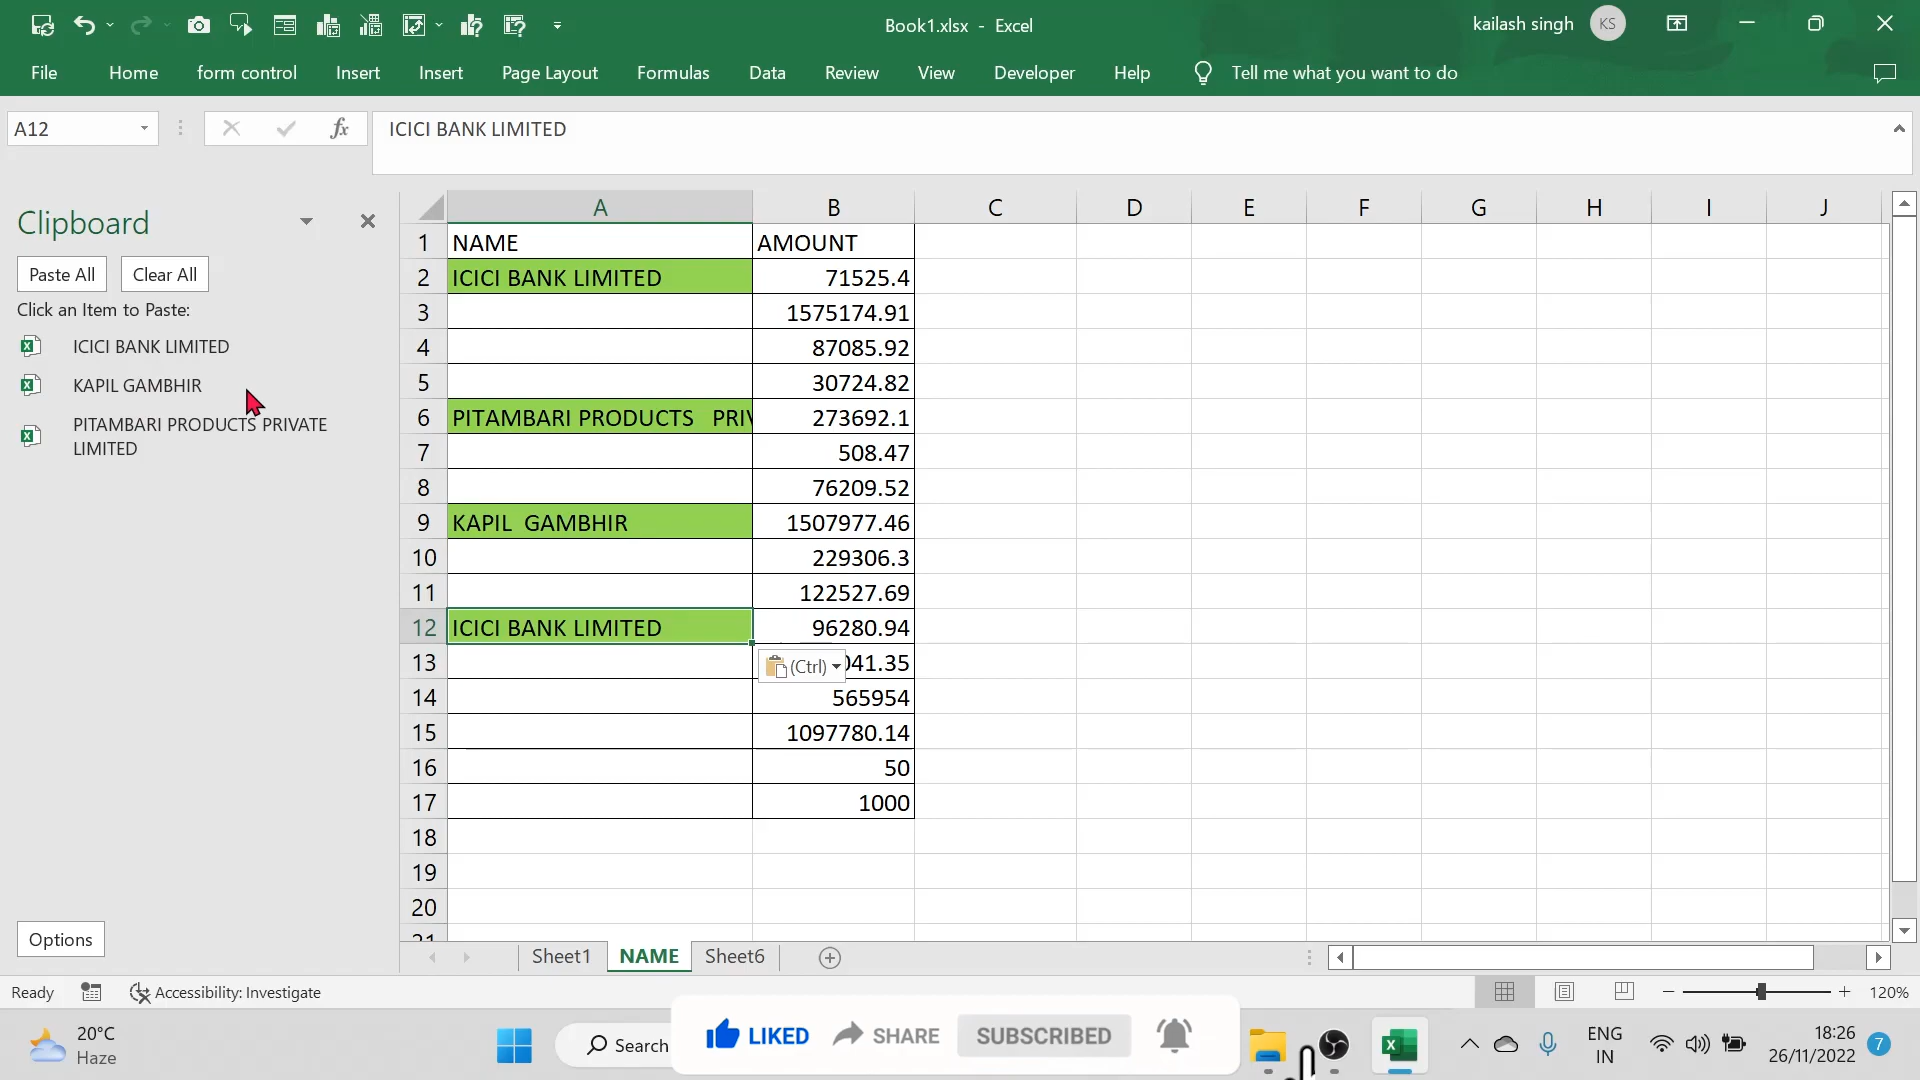 Book1.xlsx - Excel
kailash singh
KS
File
Home
form control
Insert
Insert
Page Layout
Formulas
Data
Review
View
Developer
Help
Tell me what you want to do
A12
fx
ICICI BANK LIMITED
Clipboard
Paste All
Clear All
Click an Item to Paste:
ICICI BANK LIMITED
KAPIL GAMBHIR
PITAMBARI PRODUCTS PRIVATE
LIMITED
Options
A B C D E F G H I J
1 NAME AMOUNT
2 ICICI BANK LIMITED 71525.4
3 1575174.91
4 87085.92
5 30724.82
6 PITAMBARI PRODUCTS PRIV 273692.1
7 508.47
8 76209.52
9 KAPIL GAMBHIR 1507977.46
10 229306.3
11 122527.69
12 ICICI BANK LIMITED 96280.94
13 (Ctrl) 041.35
14 565954
15 1097780.14
16 50
17 1000
18
19
20
21
Sheet1
NAME
Sheet6
Ready
Accessibility: Investigate
120%
20°C
Haze
Search
LIKED
SHARE
SUBSCRIBED
ENG
IN
18:26
26/11/2022
7